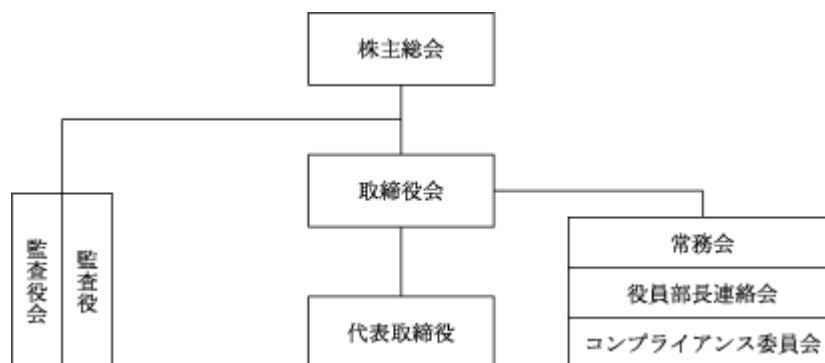 株主総会
取締役会
監査役会
監査役
常務会
役員部長連絡会
代表取締役
コンプライアンス委員会